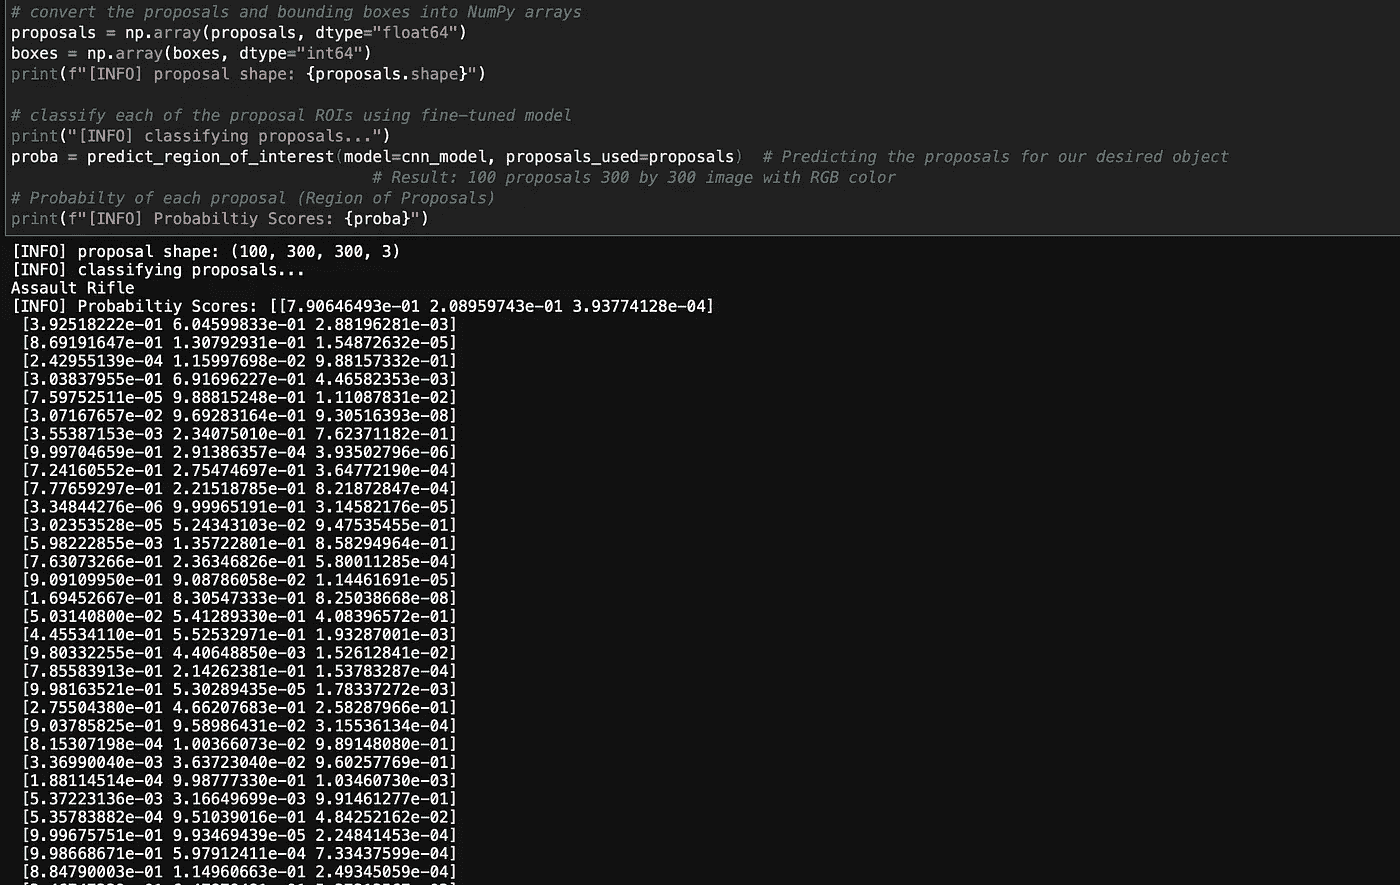 # convert the proposals and bounding boxes into NumPy arrays
proposals = np.array(proposals, dtype="float64")
boxes = np.array(boxes, dtype="int64")
print(f"[INFO] proposal shape: {proposals.shape}")
# classify each of the proposal ROIs using fine-tuned model
print("[INFO] classifying proposals...")
proba = predict_region_of_interest(model=cnn_model, proposals_used=proposals)  # Predicting the proposals for our desired object
# Result: 100 proposals 300 by 300 image with RGB color
# Probabilty of each proposal (Region of Proposals)
print(f"[INFO] Probabiltiy Scores: {proba}")
[INFO] proposal shape: (100, 300, 300, 3)
[INFO] classifying proposals...
Assault Rifle
[INFO] Probabiltiy Scores: [[7.90646493e-01 2.08959743e-01 3.93774128e-04]
[3.92518222e-01 6.04599833e-01 2.88196281e-03]
[8.69191647e-01 1.30792931e-01 1.54872632e-05]
[2.42955139e-04 1.15997698e-02 9.88157332e-01]
[3.03837955e-01 6.91696227e-01 4.46582353e-03]
[7.59752511e-05 9.88815248e-01 1.11087831e-02]
[3.07167657e-02 9.69283164e-01 9.30516393e-08]
[3.55387153e-03 2.34075010e-01 7.62371182e-01]
[9.99704659e-01 2.91386357e-04 3.93502796e-06]
[7.24160552e-01 2.75474697e-01 3.64772190e-04]
[7.77659297e-01 2.21518785e-01 8.21872847e-04]
[3.34844276e-06 9.99965191e-01 3.14582176e-05]
[3.02353528e-05 5.24343103e-02 9.47535455e-01]
[5.98222855e-03 1.35722801e-01 8.58294964e-01]
[7.63073266e-01 2.36346826e-01 5.80011285e-04]
[9.09109950e-01 9.08786058e-02 1.14461691e-05]
[1.69452667e-01 8.30547333e-01 8.25038668e-08]
[5.03140800e-02 5.41289330e-01 4.08396572e-01]
[4.45534110e-01 5.52532971e-01 1.93287001e-03]
[9.80332255e-01 4.40648850e-03 1.52612841e-02]
[7.85583913e-01 2.14262381e-01 1.53783287e-04]
[9.98163521e-01 5.30289435e-05 1.78337272e-03]
[2.75504380e-01 4.66207683e-01 2.58287966e-01]
[9.03785825e-01 9.58986431e-02 3.15536134e-04]
[8.15307198e-04 1.00366073e-02 9.89148080e-01]
[3.36990040e-03 3.63723040e-02 9.60257769e-01]
[1.88114514e-04 9.98777330e-01 1.03460730e-03]
[5.37223136e-03 3.16649699e-03 9.91461277e-01]
[5.35783882e-04 9.51039016e-01 4.84252162e-02]
[9.99675751e-01 9.93469439e-05 2.24841453e-04]
[9.98668671e-01 5.97912411e-04 7.33437599e-04]
[8.84790003e-01 1.14960663e-01 2.49345059e-04]